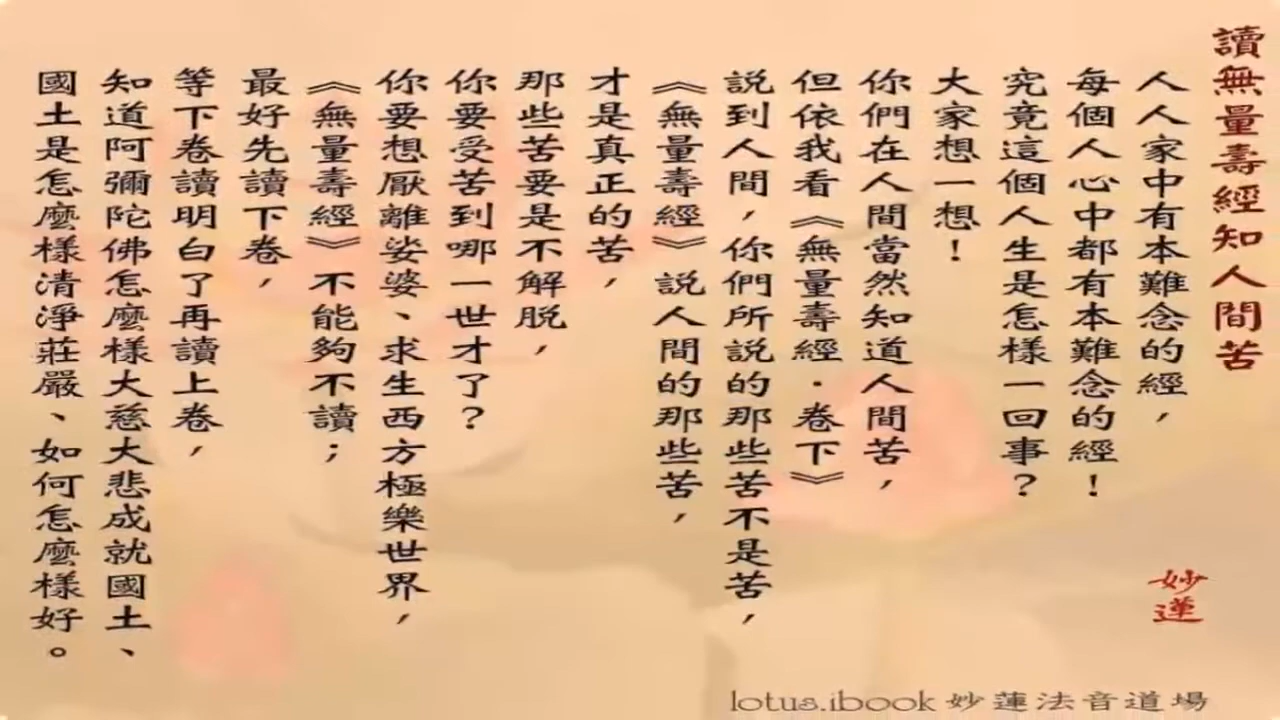 讀無量壽經知人間苦
妙蓮
人人家中有本難念的經，
每個人心中都有本難念的經！
究竟這個人生是怎樣一回事？
大家想一想！
你們在人間當然知道人間苦，
但依我看《無量壽經．卷下》
說到人間，你們所說的那些苦不是苦，
《無量壽經》說人間的那些苦，
才是真正的苦，
那些苦要是不解脫，
你要受苦到哪一世才了？
你要想厭離娑婆、求生西方極樂世界，
《無量壽經》不能夠不讀；
最好先讀下卷，
等下卷讀明白了再讀上卷，
知道阿彌陀佛怎麼樣大慈大悲成就國土、
國土是怎麼樣清淨莊嚴、如何怎麼樣好。
lotus.ibook 妙蓮法音道場